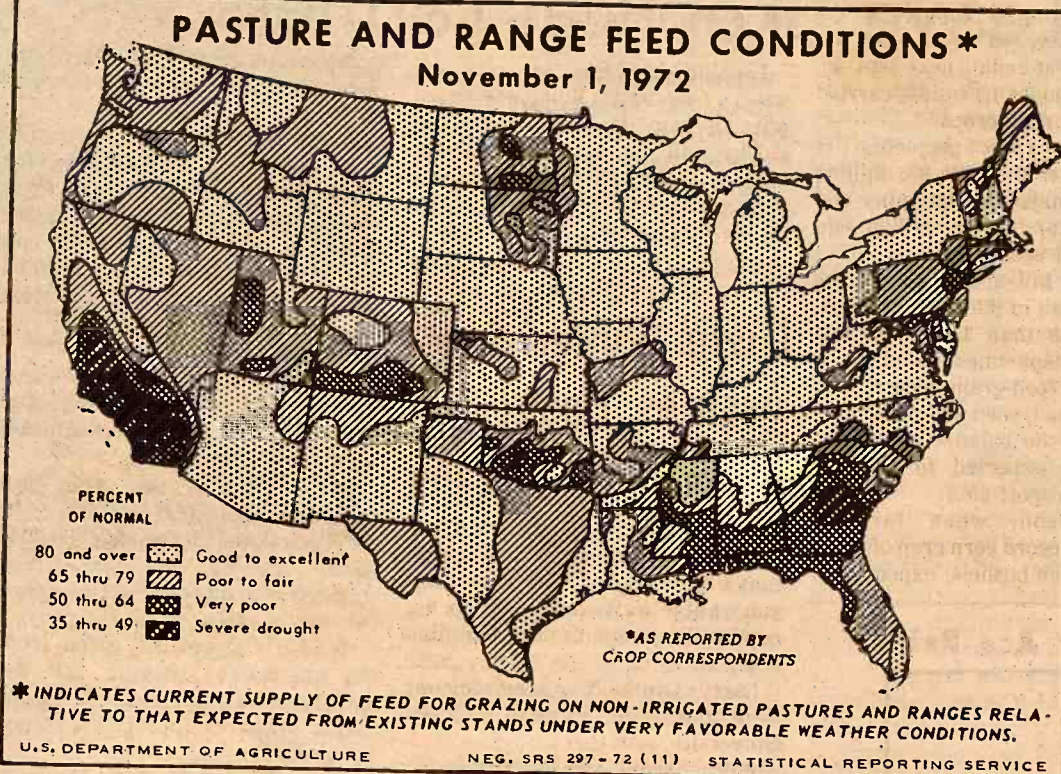 PASTURE AND RANGE FEED CONDITIONS*
November 1, 1972
PERCENT
OF NORMAL
80 and over Good to excellent
65 thru 79 Poor to fair
50 thru 64 Very poor
35 thru 49 Severe drought
*AS REPORTED BY
CROP CORRESPONDENTS
* INDICATES CURRENT SUPPLY OF FEED FOR GRAZING ON NON-IRRIGATED PASTURES AND RANGES RELA-
TIVE TO THAT EXPECTED FROM EXISTING STANDS UNDER VERY FAVORABLE WEATHER CONDITIONS.
U.S. DEPARTMENT OF AGRICULTURE NEG. SRS 297-72 (11) STATISTICAL REPORTING SERVICE